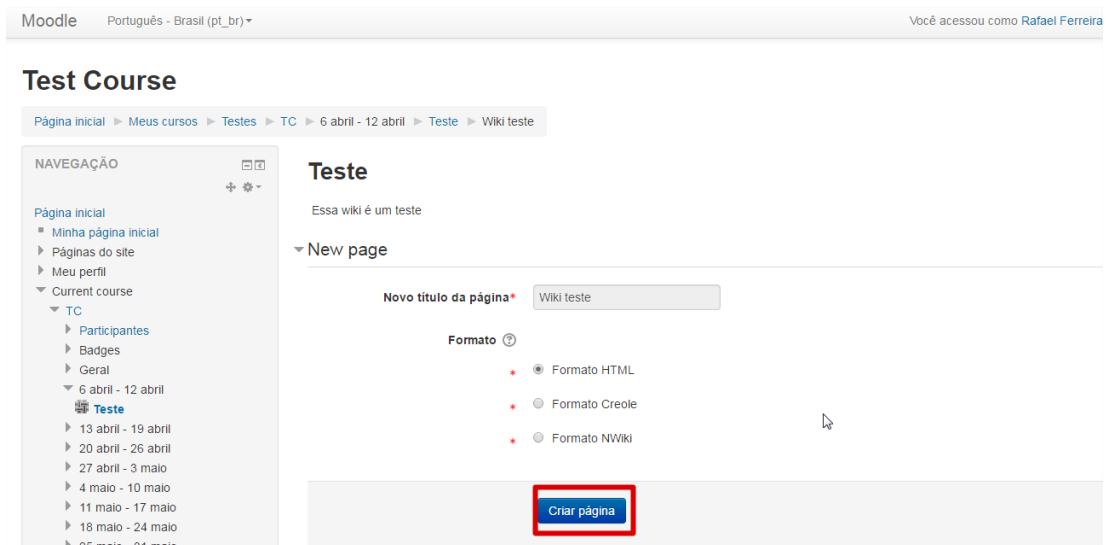 Moodle Português - Brasil (pt_br) Você acessou como Rafael Ferreira
Test Course
Página inicial Meus cursos Testes TC 6 abril - 12 abril Teste Wiki teste
NAVEGAÇÃO
Página inicial
Minha página inicial
Páginas do site
Meu perfil
Current course
TC
Participantes
Badges
Geral
6 abril - 12 abril
Teste
13 abril - 19 abril
20 abril - 26 abril
27 abril - 3 maio
4 maio - 10 maio
11 maio - 17 maio
18 maio - 24 maio
Teste
Essa wiki é um teste
New page
Novo título da página* Wiki teste
Formato
* Formato HTML
* Formato Creole
* Formato NWiki
Criar página